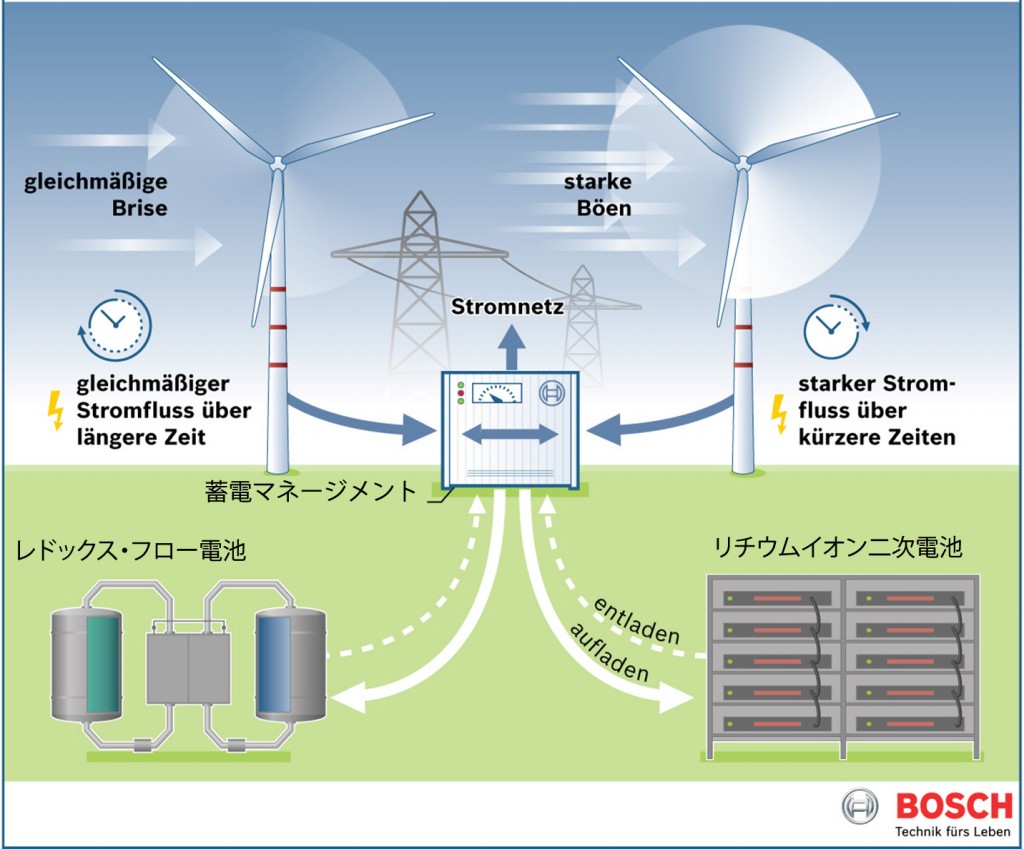 gleichmäßige
Brise
starke
Böen
Stromnetz
gleichmäßiger
Stromfluss über
längere Zeit
starker Strom-
fluss über
kürzere Zeiten
蓄電マネージメント
レドックス・フロー電池
リチウムイオン二次電池
entladen
aufladen
BOSCH
Technik fürs Leben